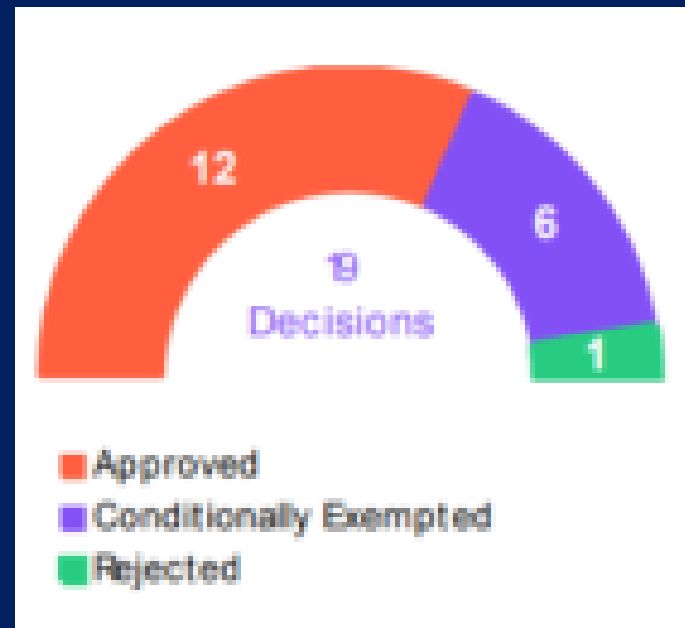 12
6
19
Decisions
1
Approved
Conditionally Exempted
Rejected